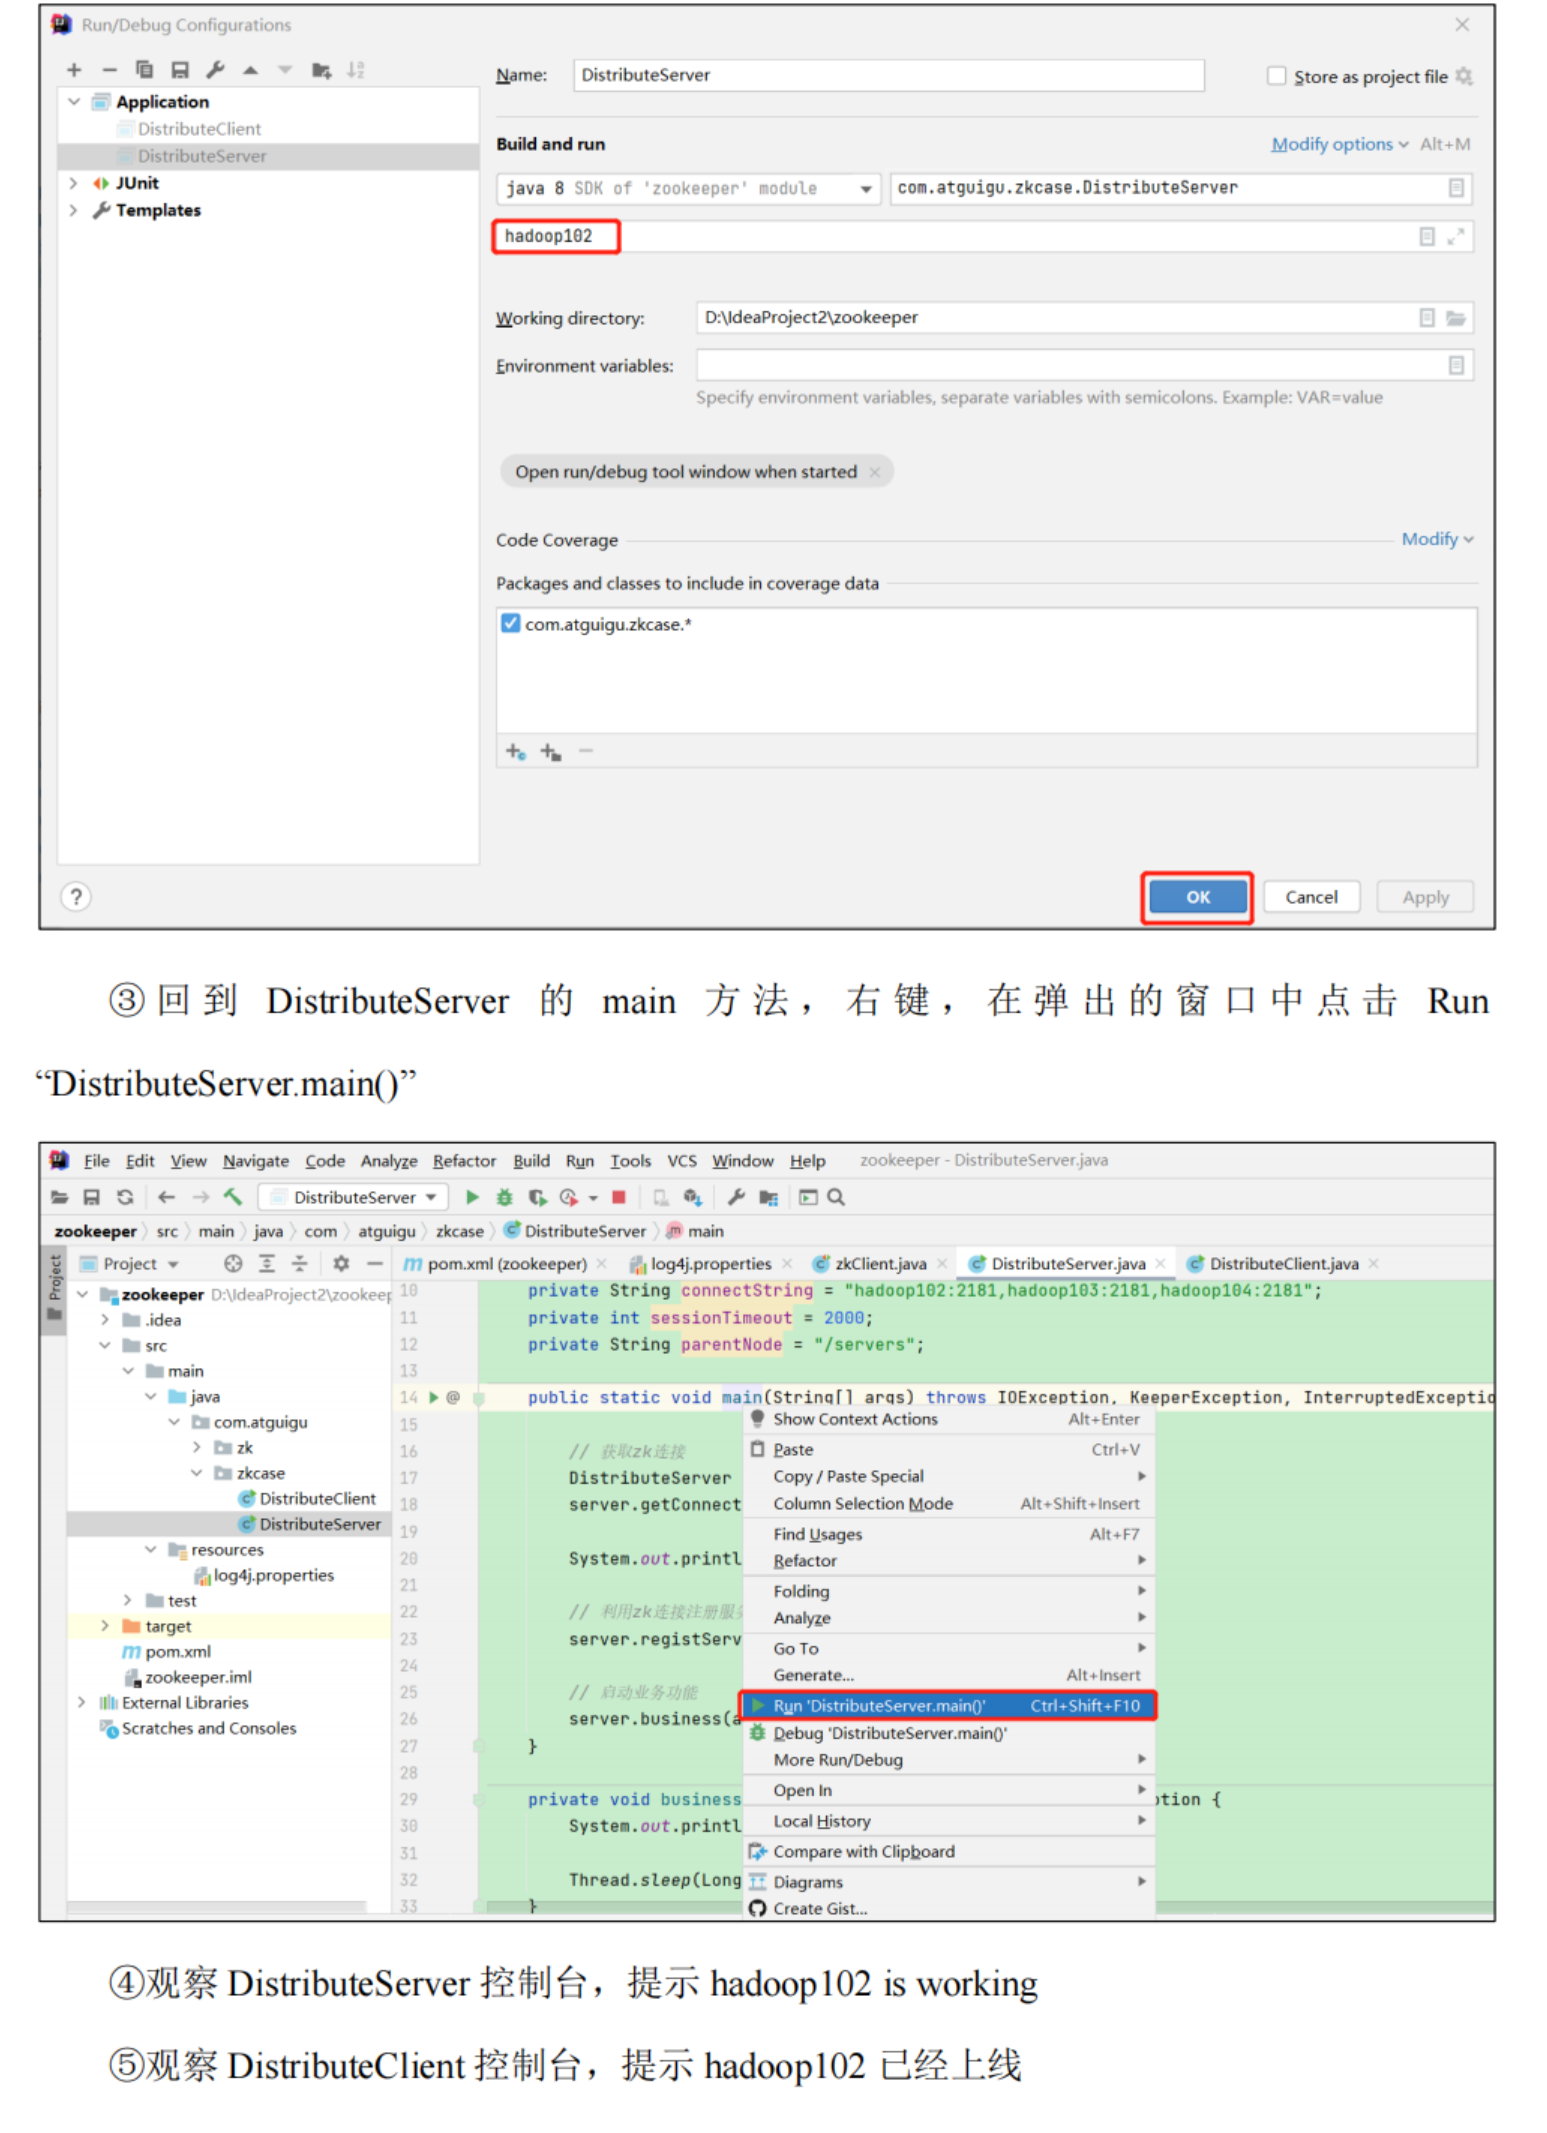 Run/Debug Configurations
Application
DistributeClient
DistributeServer
JUnit
Templates
Name: DistributeServer Store as project file
Build and run Modify options Alt+M
java 8 SDK of 'zookeeper' module com.atguigu.zkcase.DistributeServer
hadoop102
Working directory: D:\IdeaProject2\zookeeper
Environment variables:
Specify environment variables, separate variables with semicolons. Example: VAR=value
Open run/debug tool window when started
Code Coverage Modify
Packages and classes to include in coverage data
com.atguigu.zkcase.*
? OK Cancel Apply
③回到 DistributeServer 的 main 方法，右键，在弹出的窗口中点击 Run
“DistributeServer.main()”
File Edit View Navigate Code Analyze Refactor Build Run Tools VCS Window Help zookeeper - DistributeServer.java
DistributeServer
zookeeper src main java com atguigu zkcase DistributeServer main
Project
Project pom.xml (zookeeper) log4j.properties zkClient.java DistributeServer.java DistributeClient.java
zookeeper D:\IdeaProject2\zookeep
.idea
src
main
java
com.atguigu
zk
zkcase
DistributeClient
DistributeServer
resources
log4j.properties
test
target
pom.xml
zookeeper.iml
External Libraries
Scratches and Consoles
10 private String connectString = "hadoop102:2181,hadoop103:2181,hadoop104:2181";
11 private int sessionTimeout = 2000;
12 private String parentNode = "/servers";
13
14 public static void main(String[] args) throws IOException, KeeperException, InterruptedExceptio
15
16 // 获取zk连接
17 DistributeServer
18 server.getConnect
19
20 System.out.printl
21
22 // 利用zk连接注册服务
23 server.registServ
24
25 // 启动业务功能
26 server.business(a
27 }
28
29 private void business ption {
30 System.out.printl
31
32 Thread.sleep(Long
33 }
Show Context Actions Alt+Enter
Paste Ctrl+V
Copy / Paste Special
Column Selection Mode Alt+Shift+Insert
Find Usages Alt+F7
Refactor
Folding
Analyze
Go To
Generate... Alt+Insert
Run 'DistributeServer.main()' Ctrl+Shift+F10
Debug 'DistributeServer.main()'
More Run/Debug
Open In
Local History
Compare with Clipboard
Diagrams
Create Gist...
④观察 DistributeServer 控制台，提示 hadoop102 is working
⑤观察 DistributeClient 控制台，提示 hadoop102 已经上线